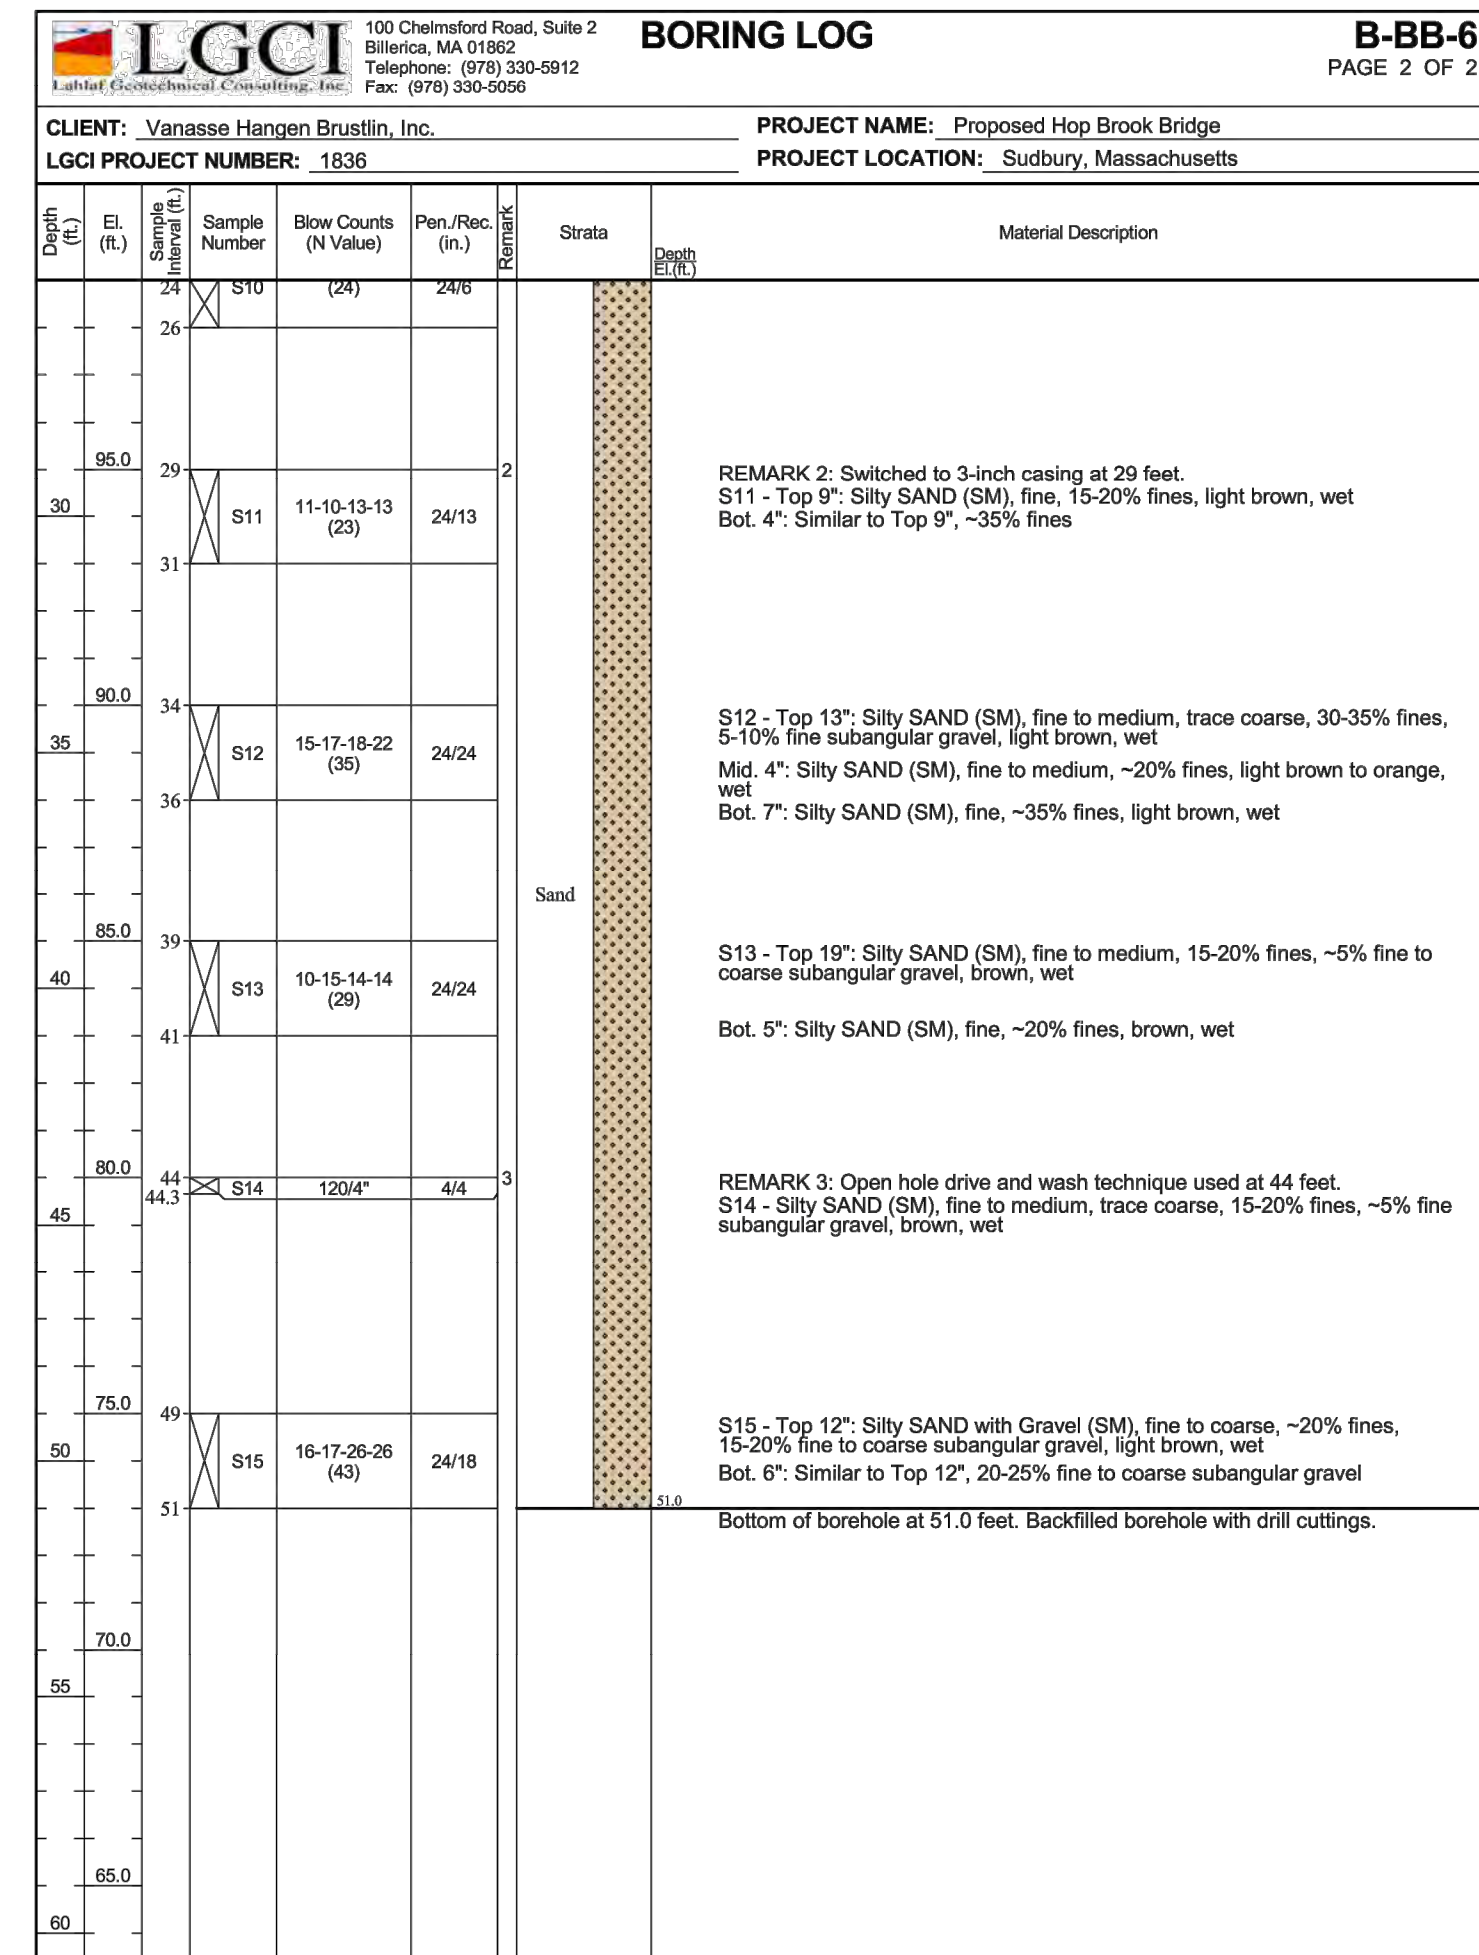 LGCI
Lahlaf Geotechnical Consulting, Inc.
100 Chelmsford Road, Suite 2
Billerica, MA 01862
Telephone: (978) 330-5912
Fax: (978) 330-5056
BORING LOG
B-BB-6
PAGE 2 OF 2
CLIENT: Vanasse Hangen Brustlin, Inc.
PROJECT NAME: Proposed Hop Brook Bridge
LGCI PROJECT NUMBER: 1836
PROJECT LOCATION: Sudbury, Massachusetts
Depth (ft.)
El. (ft.)
Sample Interval (ft.)
Sample Number
Blow Counts (N Value)
Pen./Rec. (in.)
Remark
Strata
Depth El.(ft.)
Material Description
24 S10 (24) 24/6
26
95.0 29 2
REMARK 2: Switched to 3-inch casing at 29 feet.
S11 - Top 9": Silty SAND (SM), fine, 15-20% fines, light brown, wet
30 S11 11-10-13-13 (23) 24/13
Bot. 4": Similar to Top 9", ~35% fines
31
90.0 34
S12 - Top 13": Silty SAND (SM), fine to medium, trace coarse, 30-35% fines,
5-10% fine subangular gravel, light brown, wet
35 S12 15-17-18-22 (35) 24/24
Mid. 4": Silty SAND (SM), fine to medium, ~20% fines, light brown to orange,
wet
36
Bot. 7": Silty SAND (SM), fine, ~35% fines, light brown, wet
Sand
85.0 39
S13 - Top 19": Silty SAND (SM), fine to medium, 15-20% fines, ~5% fine to
coarse subangular gravel, brown, wet
40 S13 10-15-14-14 (29) 24/24
Bot. 5": Silty SAND (SM), fine, ~20% fines, brown, wet
41
80.0 44 3
REMARK 3: Open hole drive and wash technique used at 44 feet.
44.3 S14 120/4" 4/4
S14 - Silty SAND (SM), fine to medium, trace coarse, 15-20% fines, ~5% fine
subangular gravel, brown, wet
45
75.0 49
S15 - Top 12": Silty SAND with Gravel (SM), fine to coarse, ~20% fines,
15-20% fine to coarse subangular gravel, light brown, wet
50 S15 16-17-26-26 (43) 24/18
Bot. 6": Similar to Top 12", 20-25% fine to coarse subangular gravel
51 51.0
Bottom of borehole at 51.0 feet. Backfilled borehole with drill cuttings.
70.0
55
65.0
60